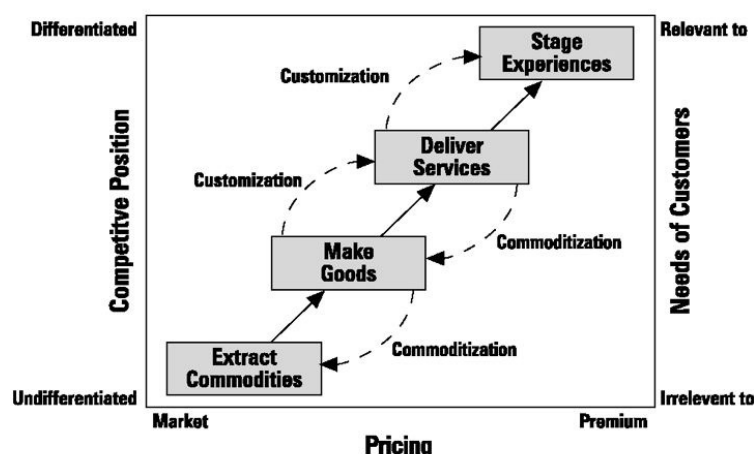 Differentiated
Relevant to
Stage
Experiences
Customization
Deliver
Services
Customization
Competitve Position
Needs of Customers
Commoditization
Make
Goods
Commoditization
Extract
Commodities
Undifferentiated
Irrelevent to
Market
Premium
Pricing